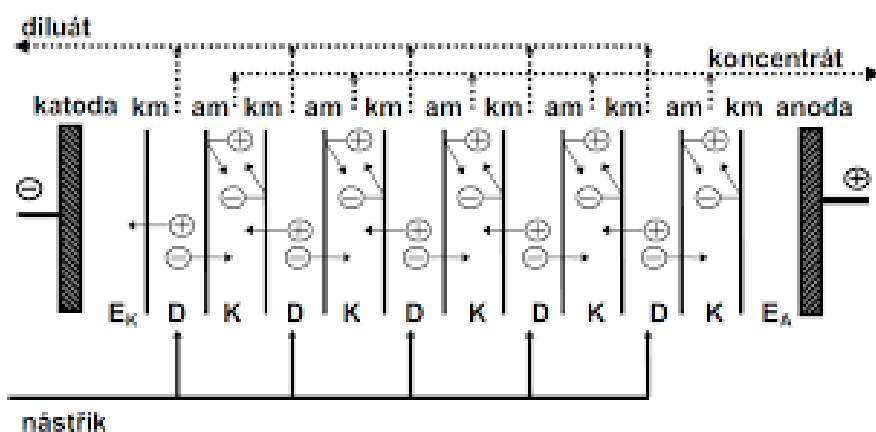 diluát
koncentrát
katoda km am km am km am km am km am km anoda
E_K D K D K D K D K D K E_A
nástřik